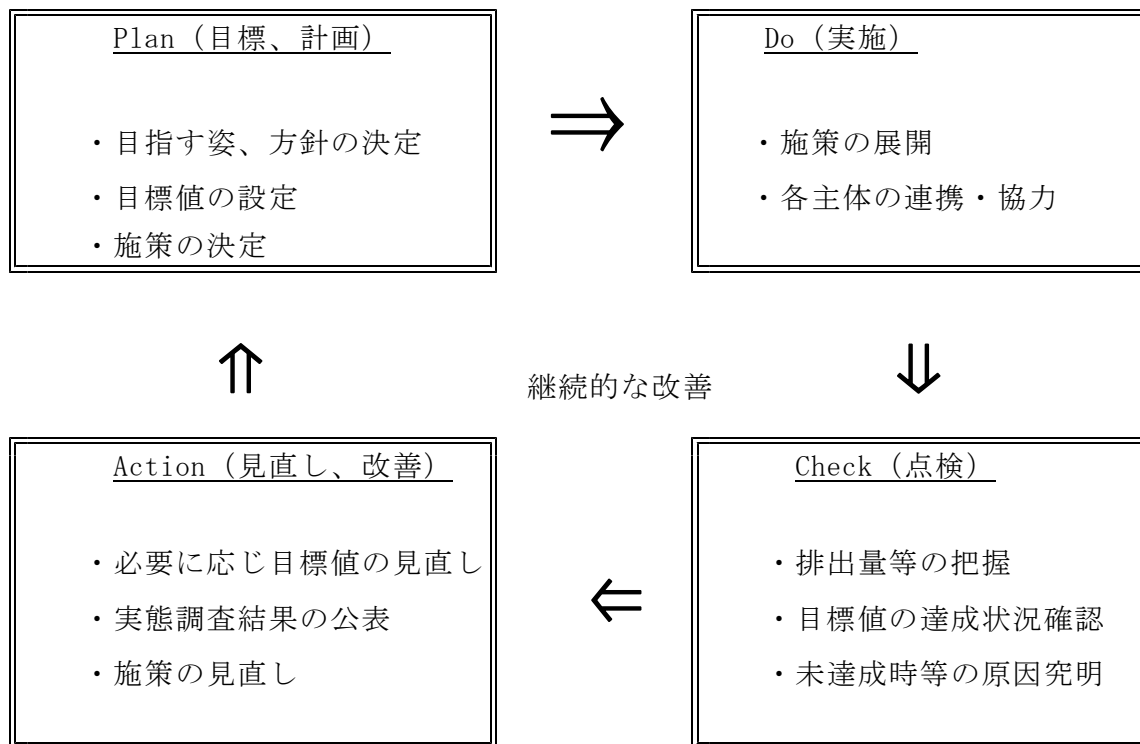 Plan（目標、計画）
・目指す姿、方針の決定
・目標値の設定
・施策の決定
⇒
Do（実施）
・施策の展開
・各主体の連携・協力
⇑
継続的な改善
⇓
Action（見直し、改善）
・必要に応じ目標値の見直し
・実態調査結果の公表
・施策の見直し
⇐
Check（点検）
・排出量等の把握
・目標値の達成状況確認
・未達成時等の原因究明